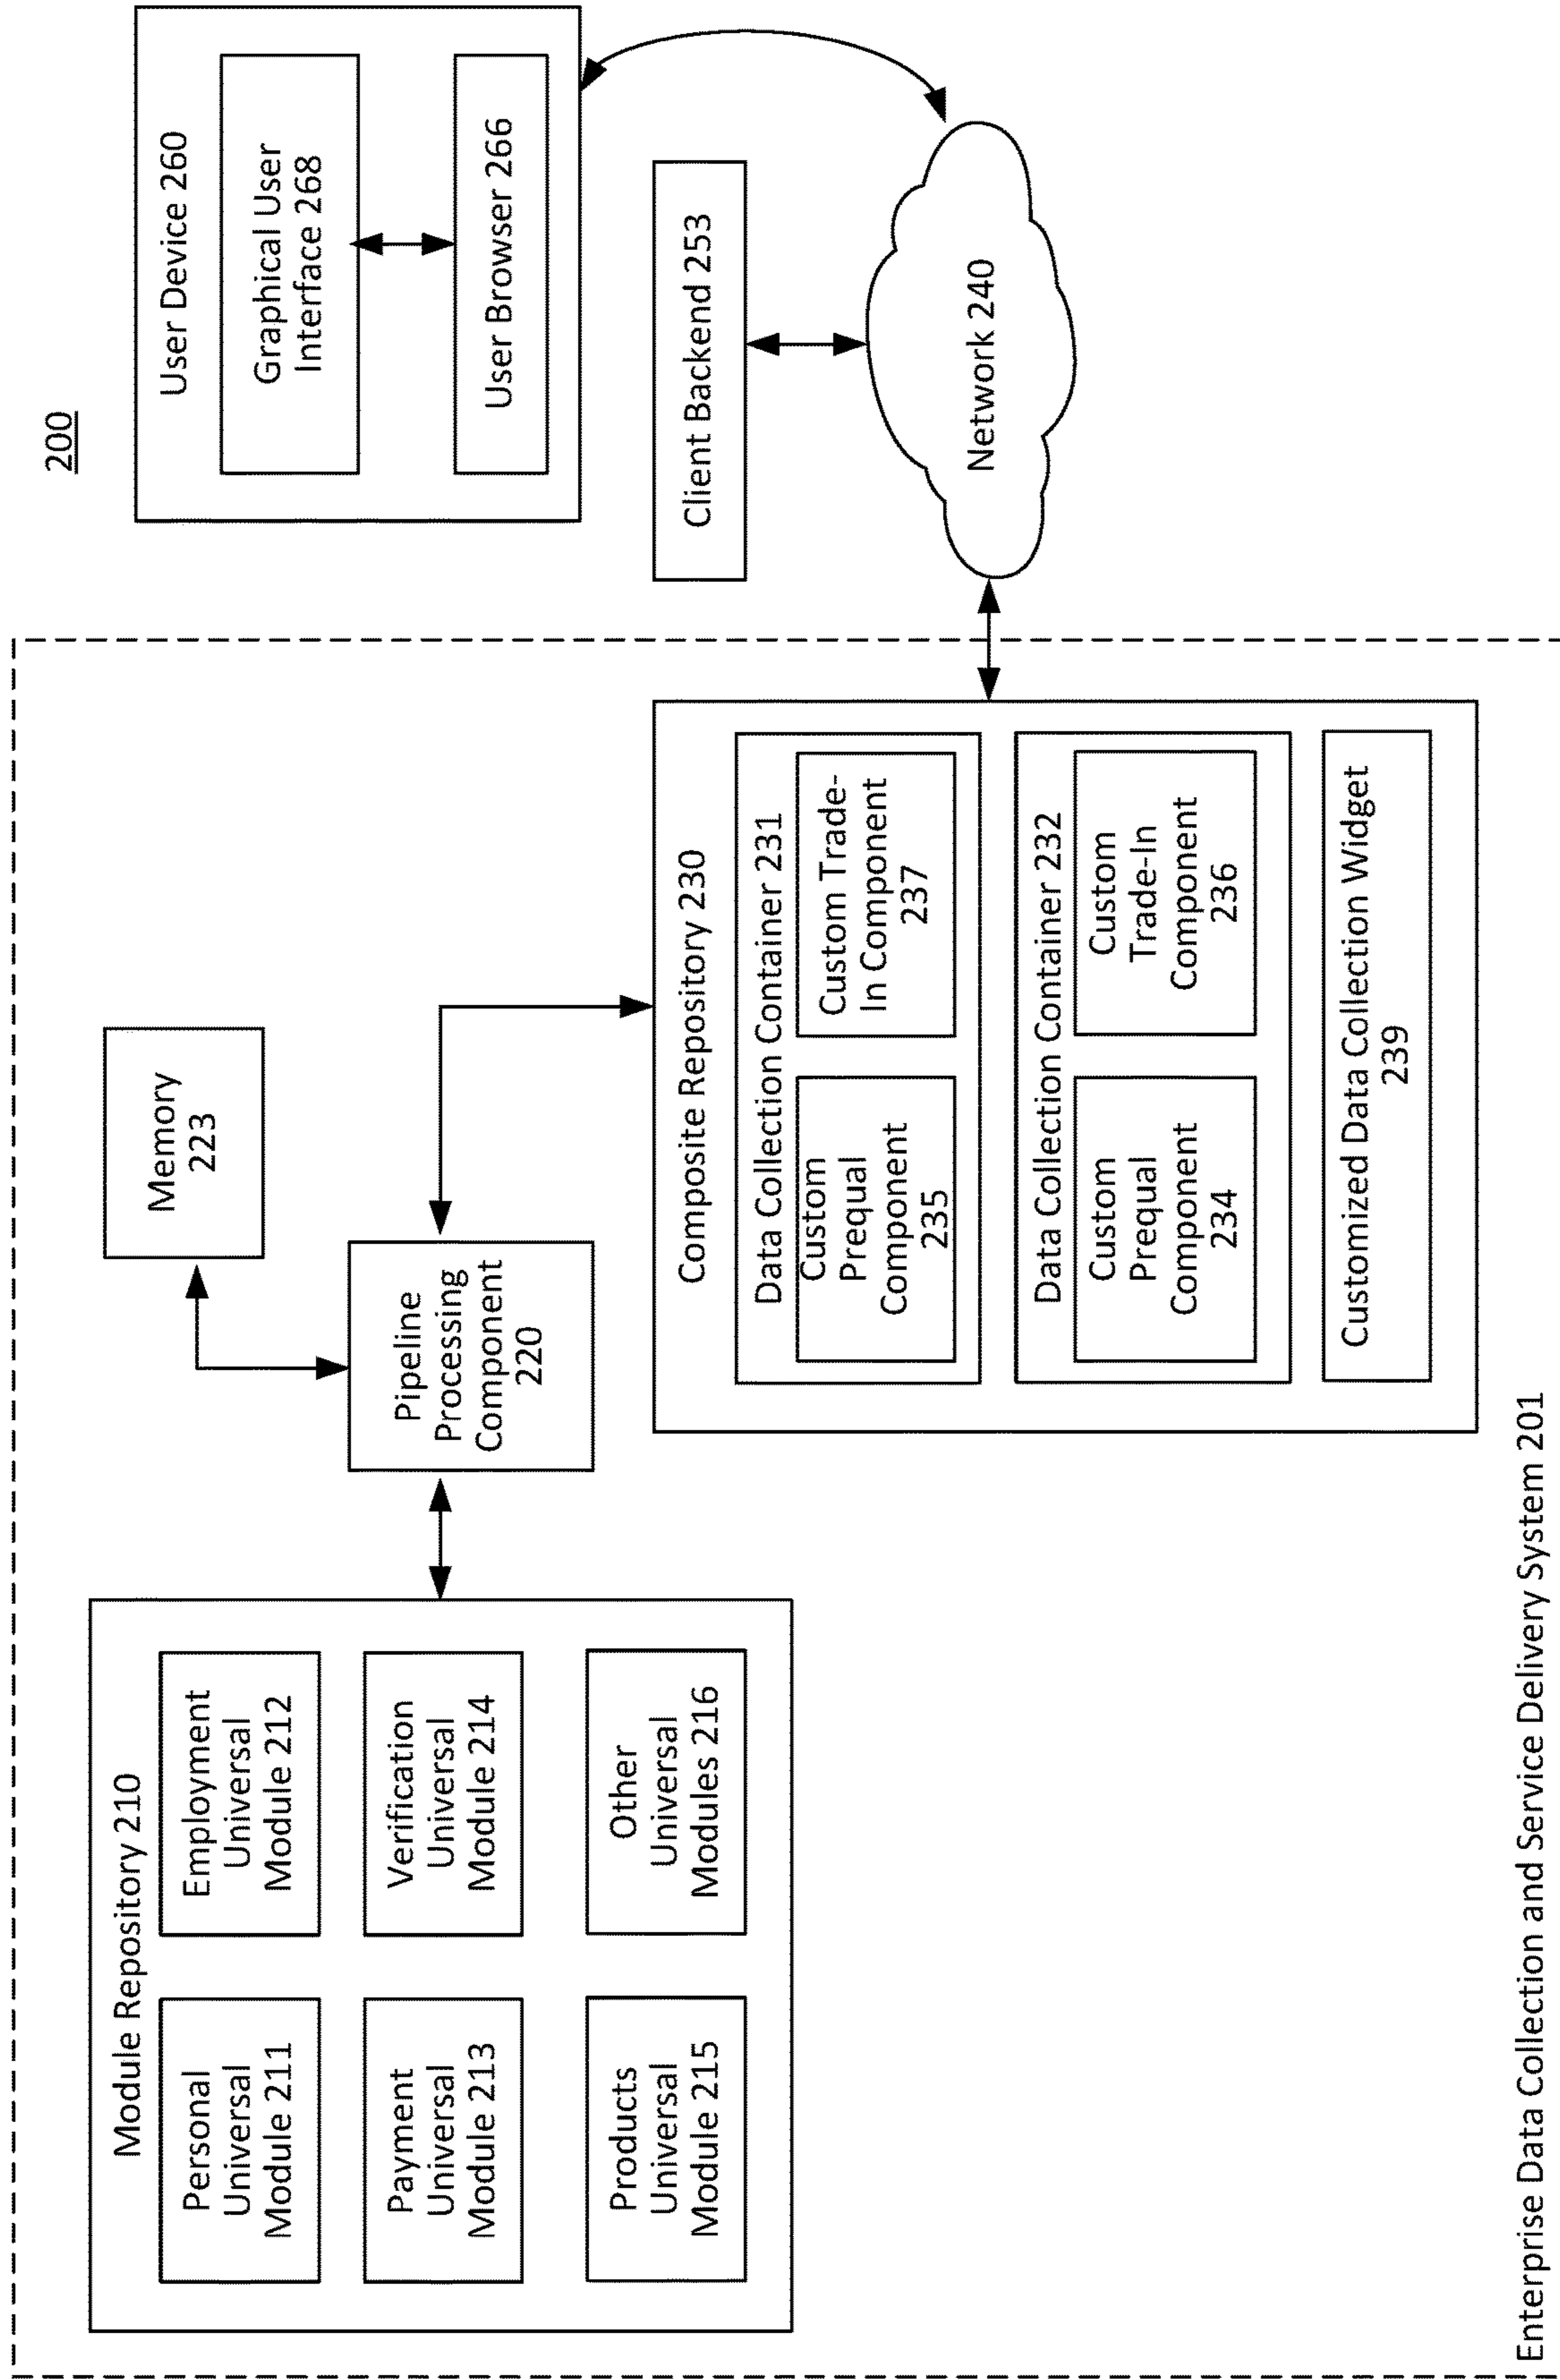 200
Module Repository 210
Personal
Universal
Module 211
Employment
Universal
Module 212
Payment
Universal
Module 213
Verification
Universal
Module 214
Products
Universal
Module 215
Other
Universal
Modules 216
Memory
223
Pipeline
Processing
Component
220
Composite Repository 230
Data Collection Container 231
Custom
Prequal
Component
235
Custom Trade-
In Component
237
Data Collection Container 232
Custom
Prequal
Component
234
Custom
Trade-In
Component
236
Customized Data Collection Widget
239
User Device 260
Graphical User
Interface 268
User Browser 266
Client Backend 253
Network 240
Enterprise Data Collection and Service Delivery System 201